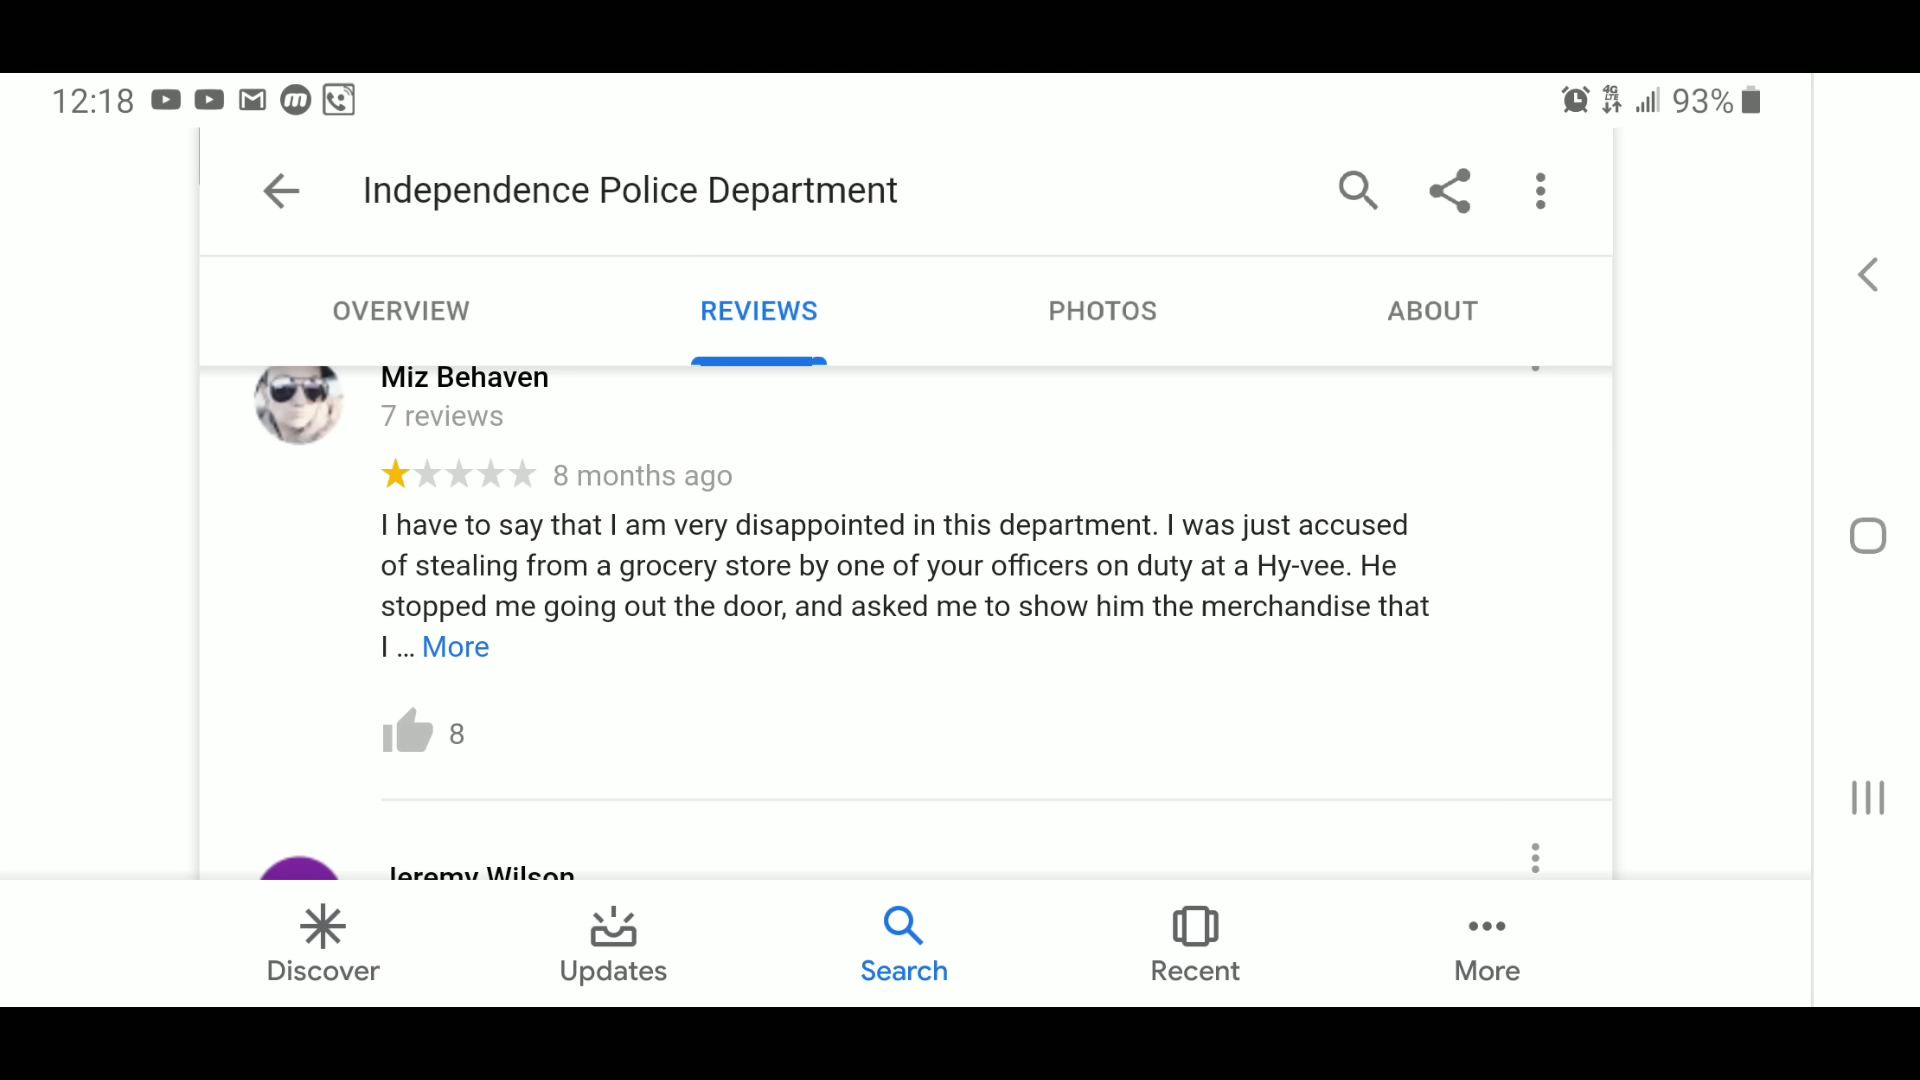 12:18
4G LTE
93%
Independence Police Department
OVERVIEW
REVIEWS
PHOTOS
ABOUT
Miz Behaven
7 reviews
8 months ago
I have to say that I am very disappointed in this department. I was just accused
of stealing from a grocery store by one of your officers on duty at a Hy-vee. He
stopped me going out the door, and asked me to show him the merchandise that
I ... More
8
Jeremy Wilson
Discover
Updates
Search
Recent
More